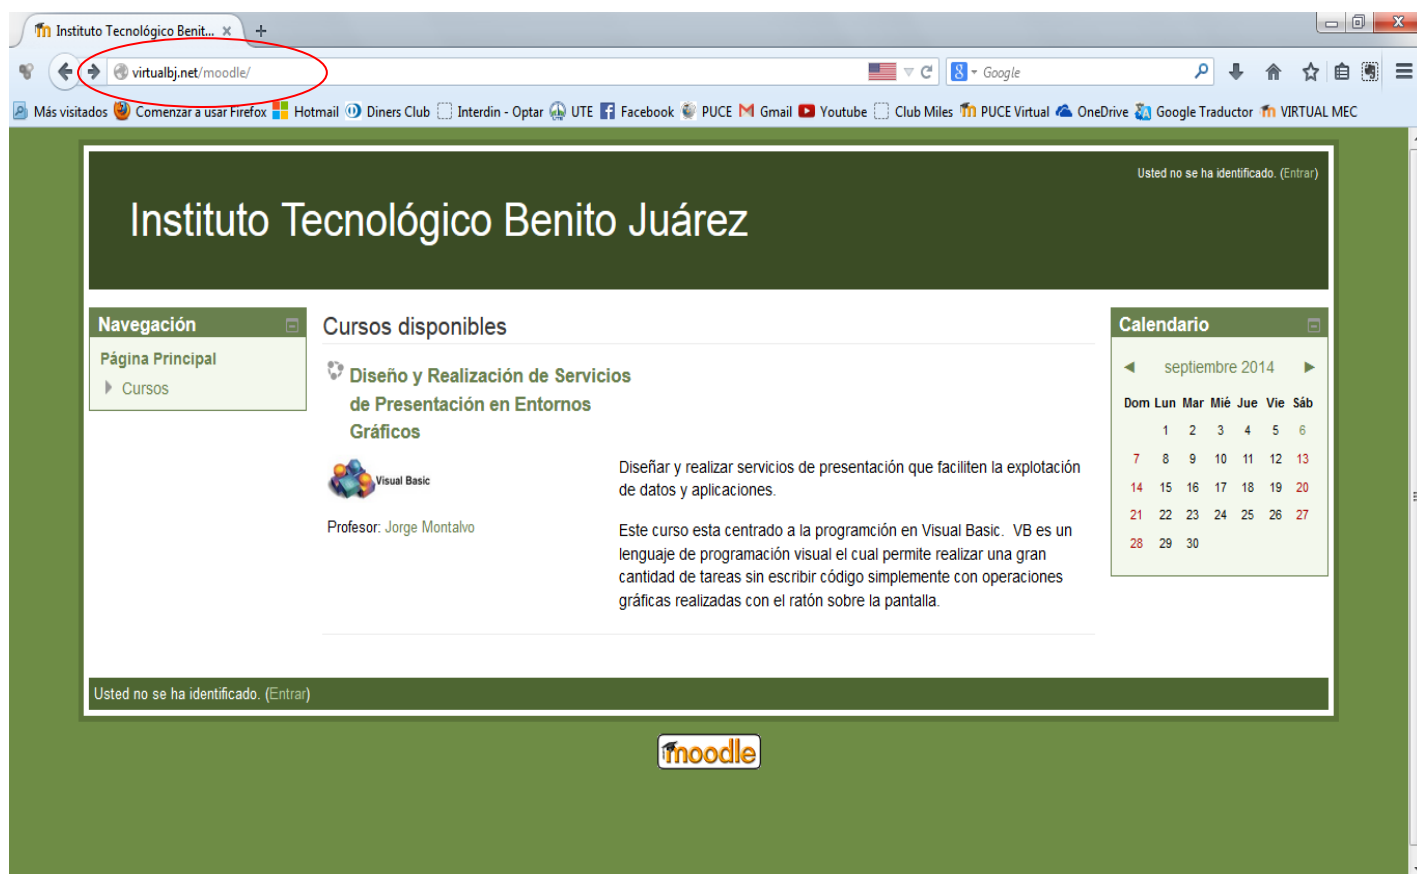 Instituto Tecnológico Benit...
virtualbj.net/moodle/
Google
Más visitados Comenzar a usar Firefox Hotmail Diners Club Interdin - Optar UTE Facebook PUCE Gmail Youtube Club Miles PUCE Virtual OneDrive Google Traductor VIRTUAL MEC
Usted no se ha identificado. (Entrar)
Instituto Tecnológico Benito Juárez
Navegación
Página Principal
Cursos
Cursos disponibles
Diseño y Realización de Servicios
de Presentación en Entornos
Gráficos
Visual Basic
Profesor: Jorge Montalvo
Diseñar y realizar servicios de presentación que faciliten la explotación
de datos y aplicaciones.
Este curso esta centrado a la programción en Visual Basic. VB es un
lenguaje de programación visual el cual permite realizar una gran
cantidad de tareas sin escribir código simplemente con operaciones
gráficas realizadas con el ratón sobre la pantalla.
Calendario
◄ septiembre 2014 ►
Dom Lun Mar Mié Jue Vie Sáb
1 2 3 4 5 6
7 8 9 10 11 12 13
14 15 16 17 18 19 20
21 22 23 24 25 26 27
28 29 30
Usted no se ha identificado. (Entrar)
moodle